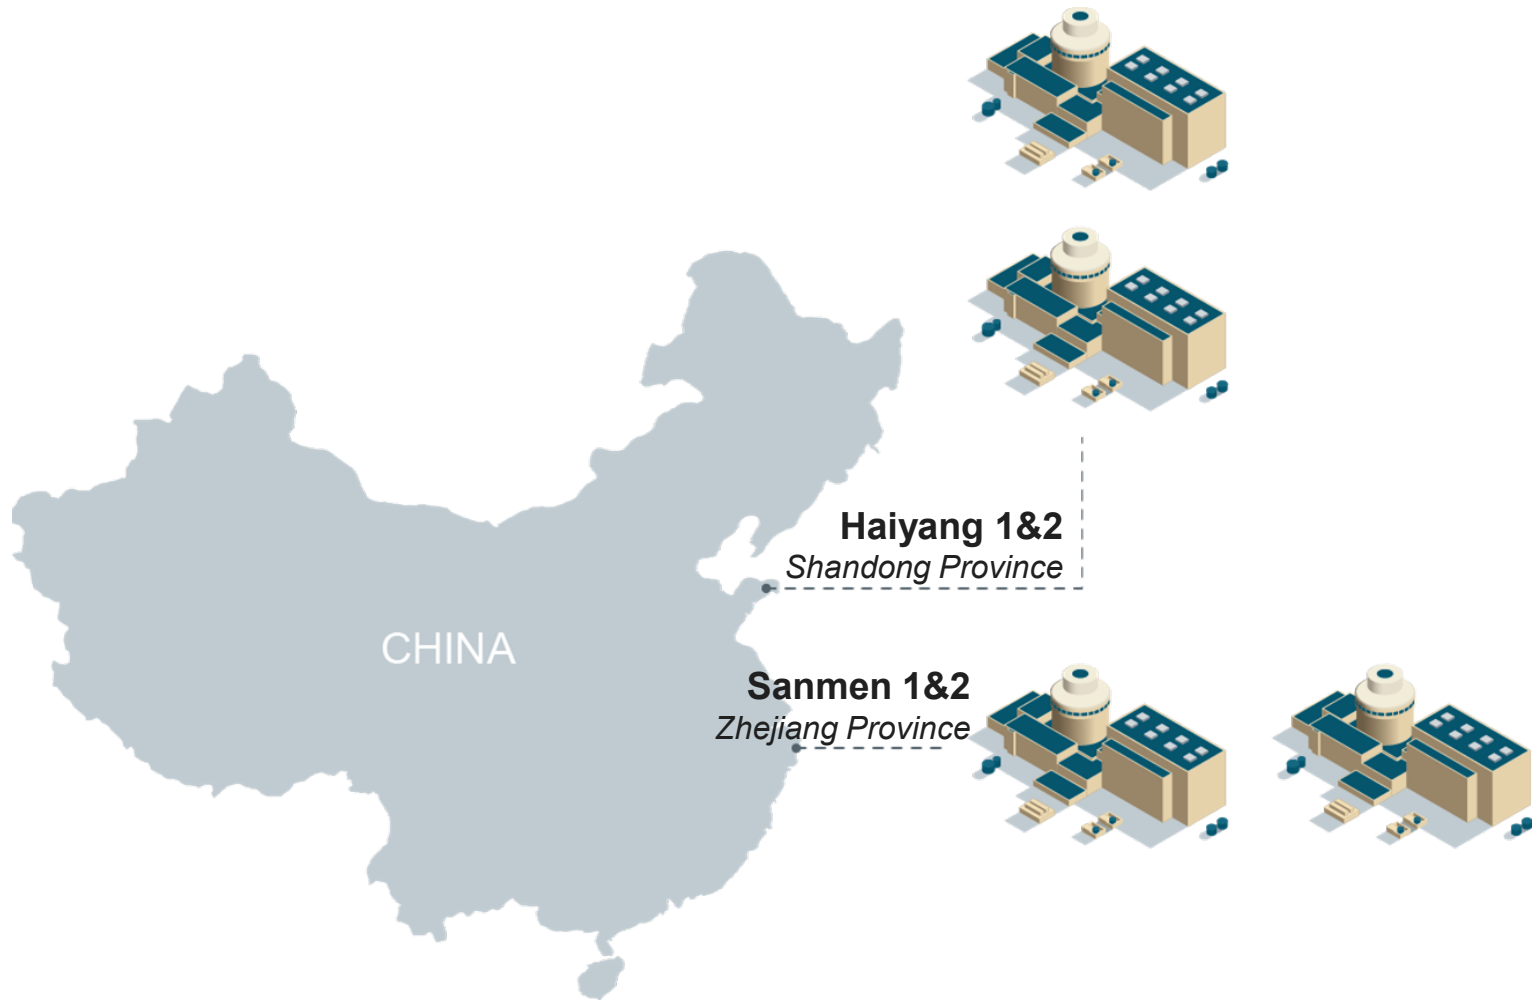 Haiyang 1&2
Shandong Province
CHINA
Sanmen 1&2
Zhejiang Province